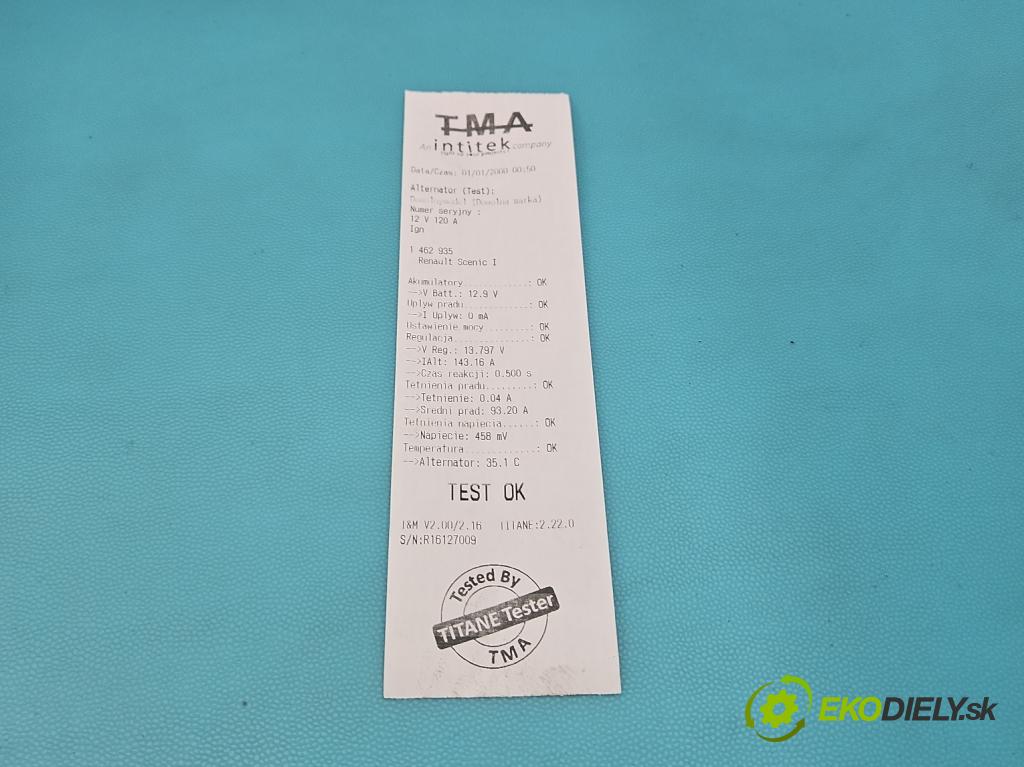 TMA
An intitek company
Data/Czas: 01/01/2000 00:50
Alternator (Test):
Dowolnymodel (Dowolna marka)
Numer seryjny :
12 V 120 A
Ign
1 462 935
Renault Scenic I
Akumulatory...........: OK
-->V Batt.: 12.9 V
Uplyw pradu...........: OK
-->I Uplyw: 0 mA
Ustawienie mocy.......: OK
Regulacja.............: OK
-->V Reg.: 13.797 V
-->IAlt: 143.16 A
-->Czas reakcji: 0.500 s
Tetnienia pradu........: OK
-->Tetnienie: 0.04 A
-->Sredni prad: 93.20 A
Tetnienia napiecia.....: OK
-->Napiecie: 458 mV
Temperatura............: OK
-->Alternator: 35.1 C
TEST OK
I&M V2.00/2.16 TITANE:2.22.0
S/N:R16127009
Tested By
TITANE Tester
TMA
EKODIELY.sk